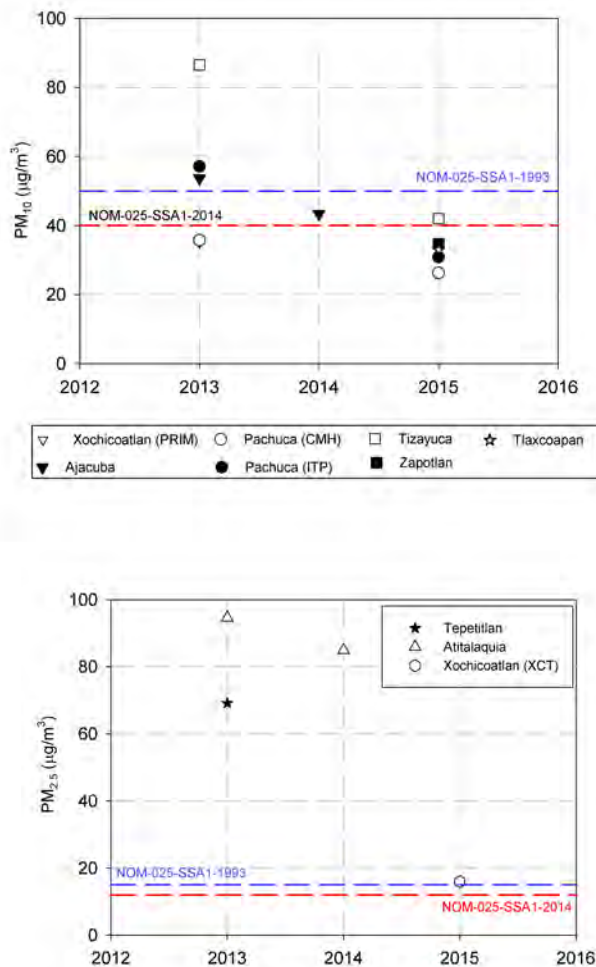 100
80
60
40
20
0
PM10 (µg/m3)
NOM-025-SSA1-1993
NOM-025-SSA1-2014
2012 2013 2014 2015 2016
Xochicoatlan (PRIM) Pachuca (CMH) Tizayuca Tlaxcoapan
Ajacuba Pachuca (ITP) Zapotlan
100
80
60
40
20
0
PM2.5 (µg/m3)
Tepetitlan
Atitalaquia
Xochicoatlan (XCT)
NOM-025-SSA1-1993
NOM-025-SSA1-2014
2012 2013 2014 2015 2016